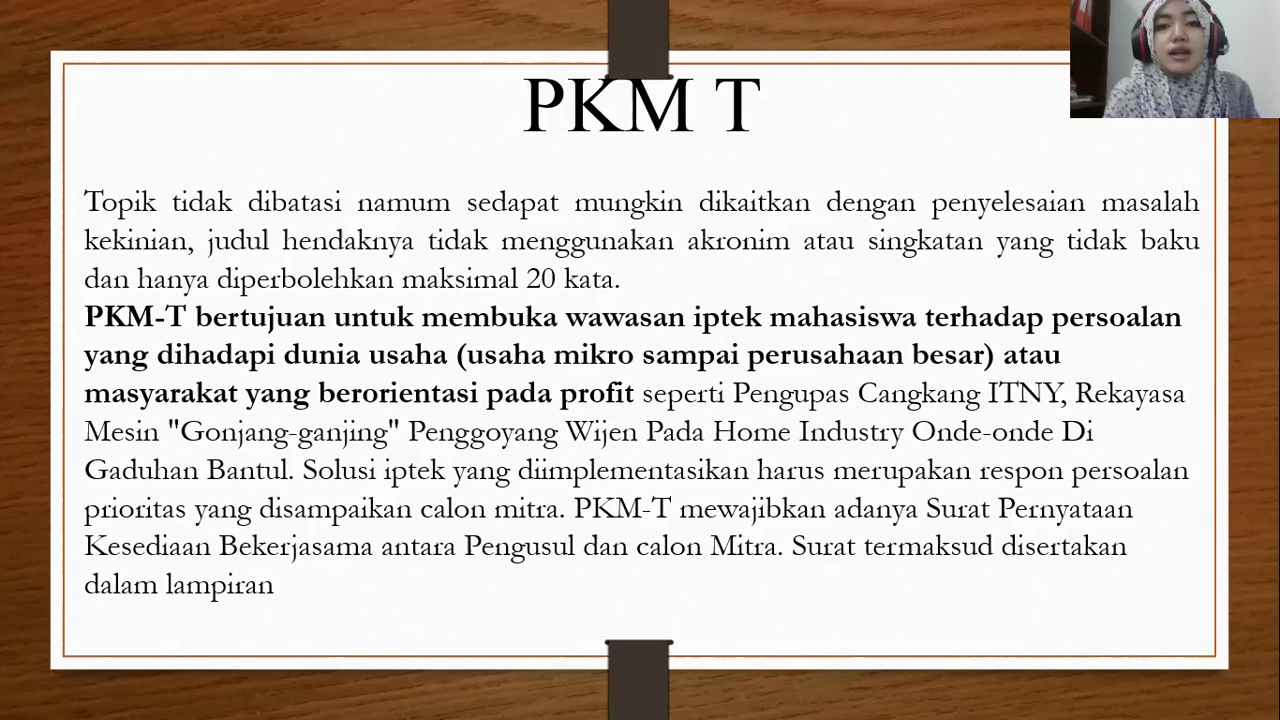 PKM T
Topik tidak dibatasi namum sedapat mungkin dikaitkan dengan penyelesaian masalah
kekinian, judul hendaknya tidak menggunakan akronim atau singkatan yang tidak baku
dan hanya diperbolehkan maksimal 20 kata.
PKM-T bertujuan untuk membuka wawasan iptek mahasiswa terhadap persoalan
yang dihadapi dunia usaha (usaha mikro sampai perusahaan besar) atau
masyarakat yang berorientasi pada profit seperti Pengupas Cangkang ITNY, Rekayasa
Mesin "Gonjang-ganjing" Penggoyang Wijen Pada Home Industry Onde-onde Di
Gaduhan Bantul. Solusi iptek yang diimplementasikan harus merupakan respon persoalan
prioritas yang disampaikan calon mitra. PKM-T mewajibkan adanya Surat Pernyataan
Kesediaan Bekerjasama antara Pengusul dan calon Mitra. Surat termaksud disertakan
dalam lampiran